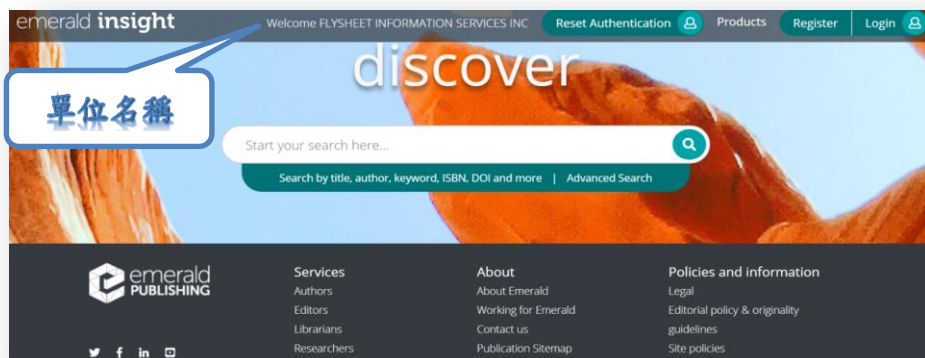 emerald insight
Welcome FLYSHEET INFORMATION SERVICES INC
Reset Authentication
Products
Register
Login
單位名稱
discover
Start your search here...
Search by title, author, keyword, ISBN, DOI and more | Advanced Search
emerald
PUBLISHING
Services
Authors
Editors
Librarians
Researchers
About
About Emerald
Working for Emerald
Contact us
Publication Sitemap
Policies and information
Legal
Editorial policy & originality
guidelines
Site policies